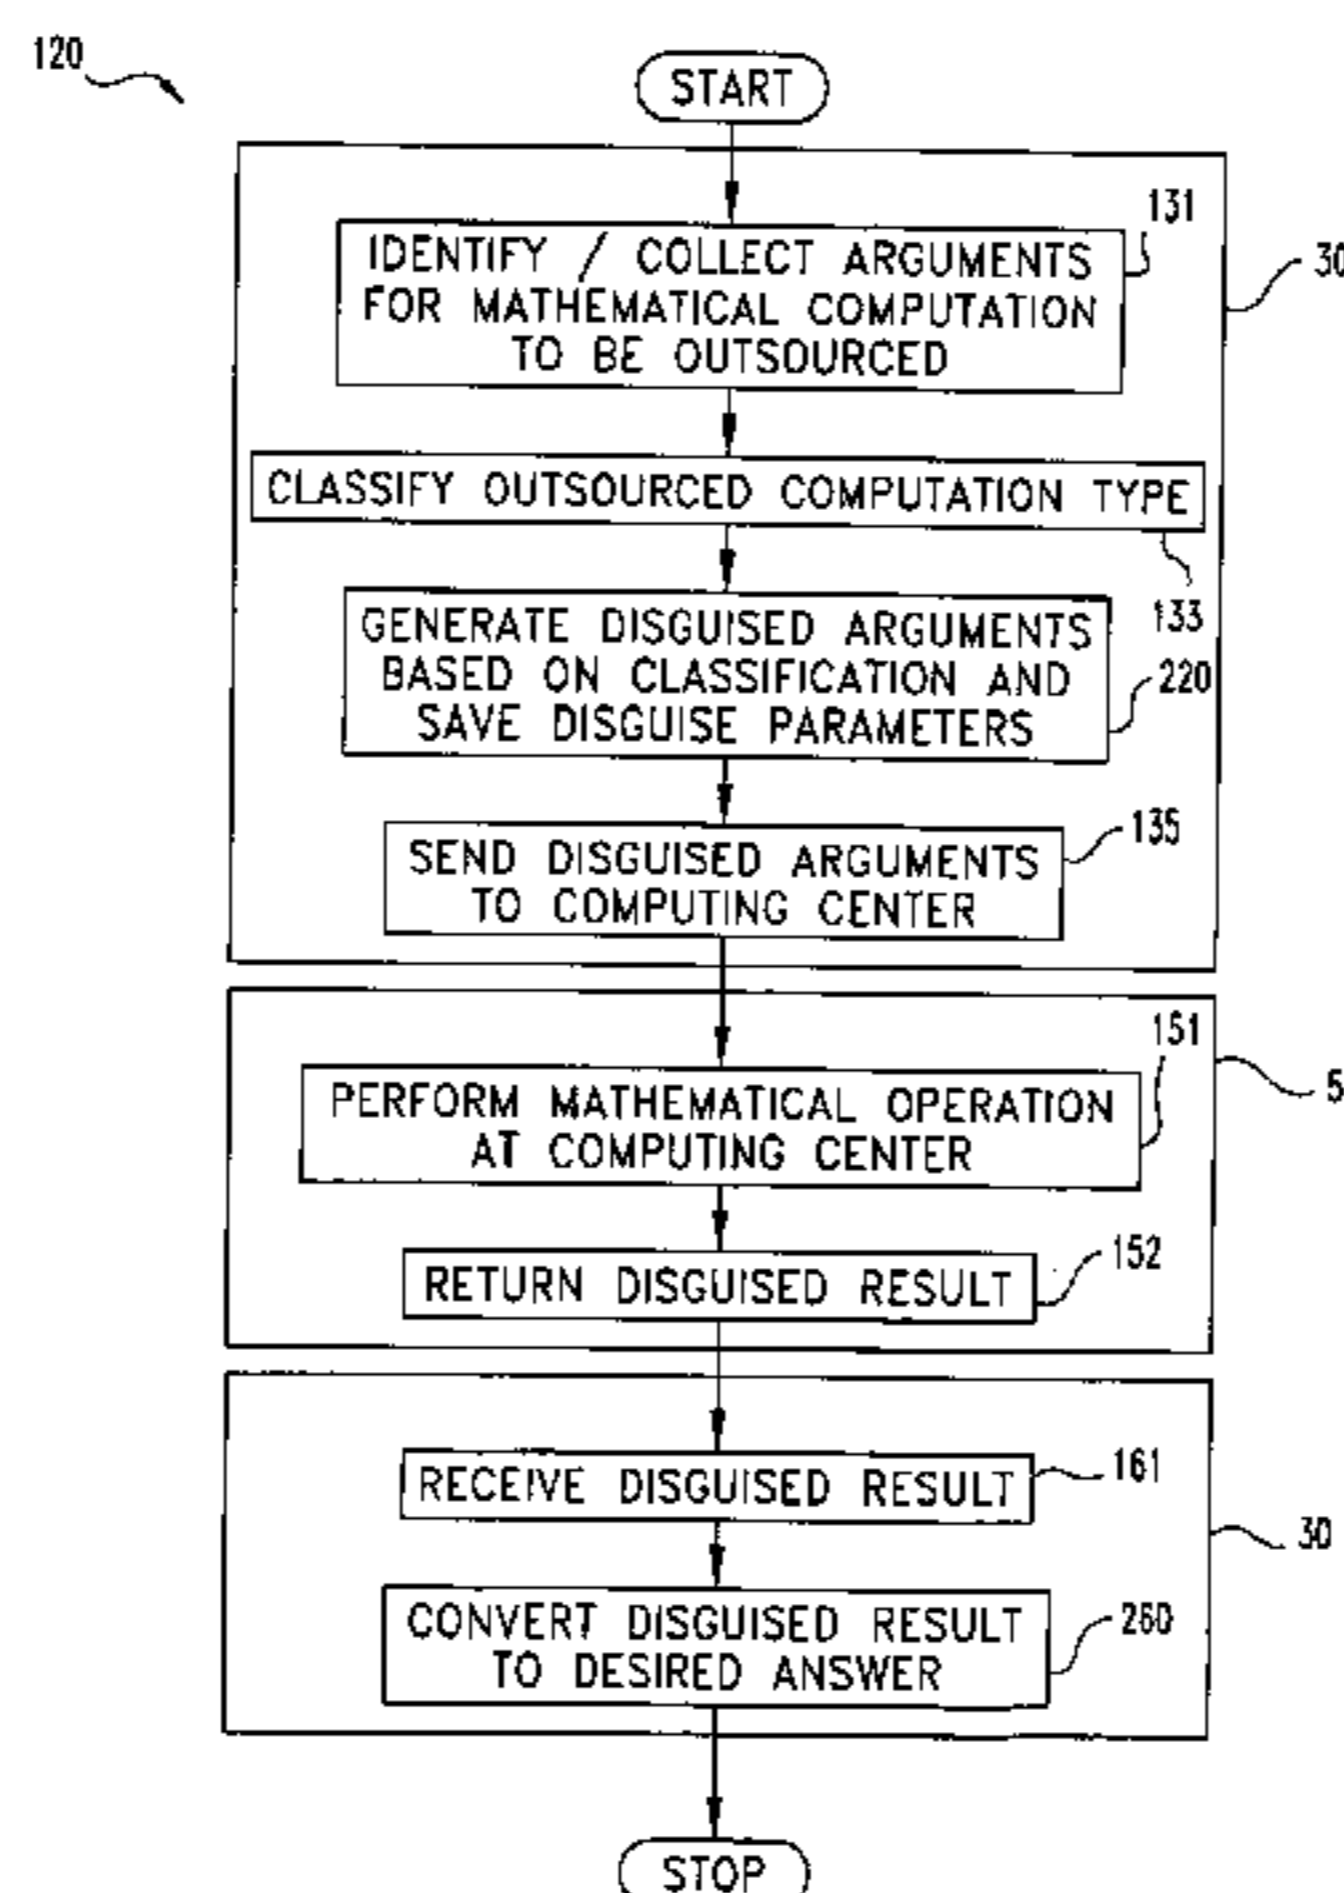 120
START
131
IDENTIFY / COLLECT ARGUMENTS
FOR MATHEMATICAL COMPUTATION
TO BE OUTSOURCED
30
CLASSIFY OUTSOURCED COMPUTATION TYPE
133
GENERATE DISGUISED ARGUMENTS
BASED ON CLASSIFICATION AND
SAVE DISGUISE PARAMETERS
220
135
SEND DISGUISED ARGUMENTS
TO COMPUTING CENTER
151
5
PERFORM MATHEMATICAL OPERATION
AT COMPUTING CENTER
152
RETURN DISGUISED RESULT
RECEIVE DISGUISED RESULT
161
30
CONVERT DISGUISED RESULT
TO DESIRED ANSWER
260
STOP